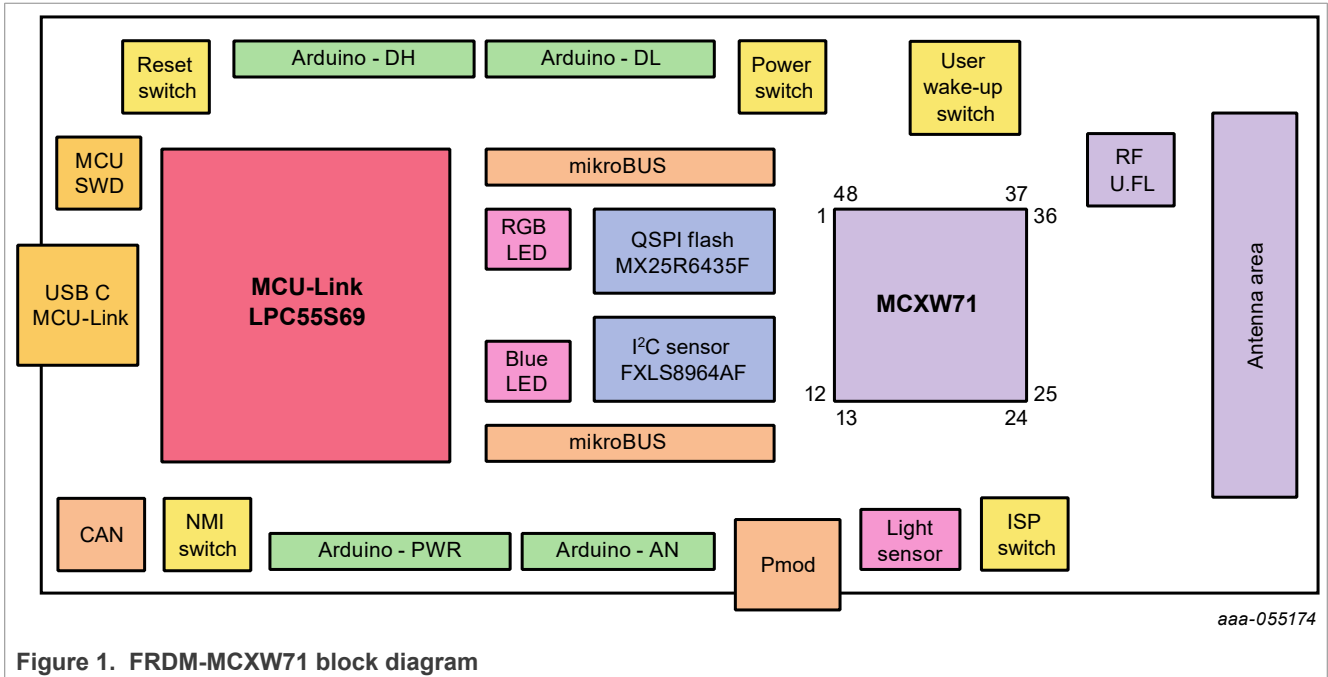 Reset
switch
Arduino - DH
Arduino - DL
Power
switch
User
wake-up
switch
MCU
SWD
mikroBUS
RF
U.FL
48
37
1
36
RGB
LED
QSPI flash
MX25R6435F
USB C
MCU-Link
MCU-Link
LPC55S69
MCXW71
Antenna area
Blue
LED
I²C sensor
FXLS8964AF
12
25
13
24
mikroBUS
CAN
NMI
switch
Arduino - PWR
Arduino - AN
Pmod
Light
sensor
ISP
switch
aaa-055174
Figure 1. FRDM-MCXW71 block diagram